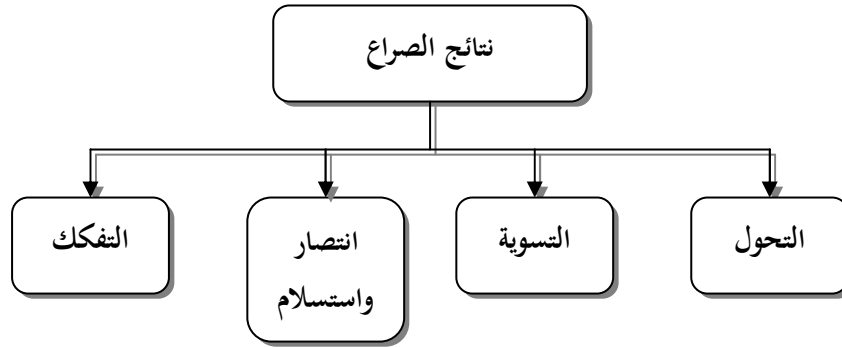 نتائج الصراع
التحول
التسوية
انتصار
واستسلام
التفكك